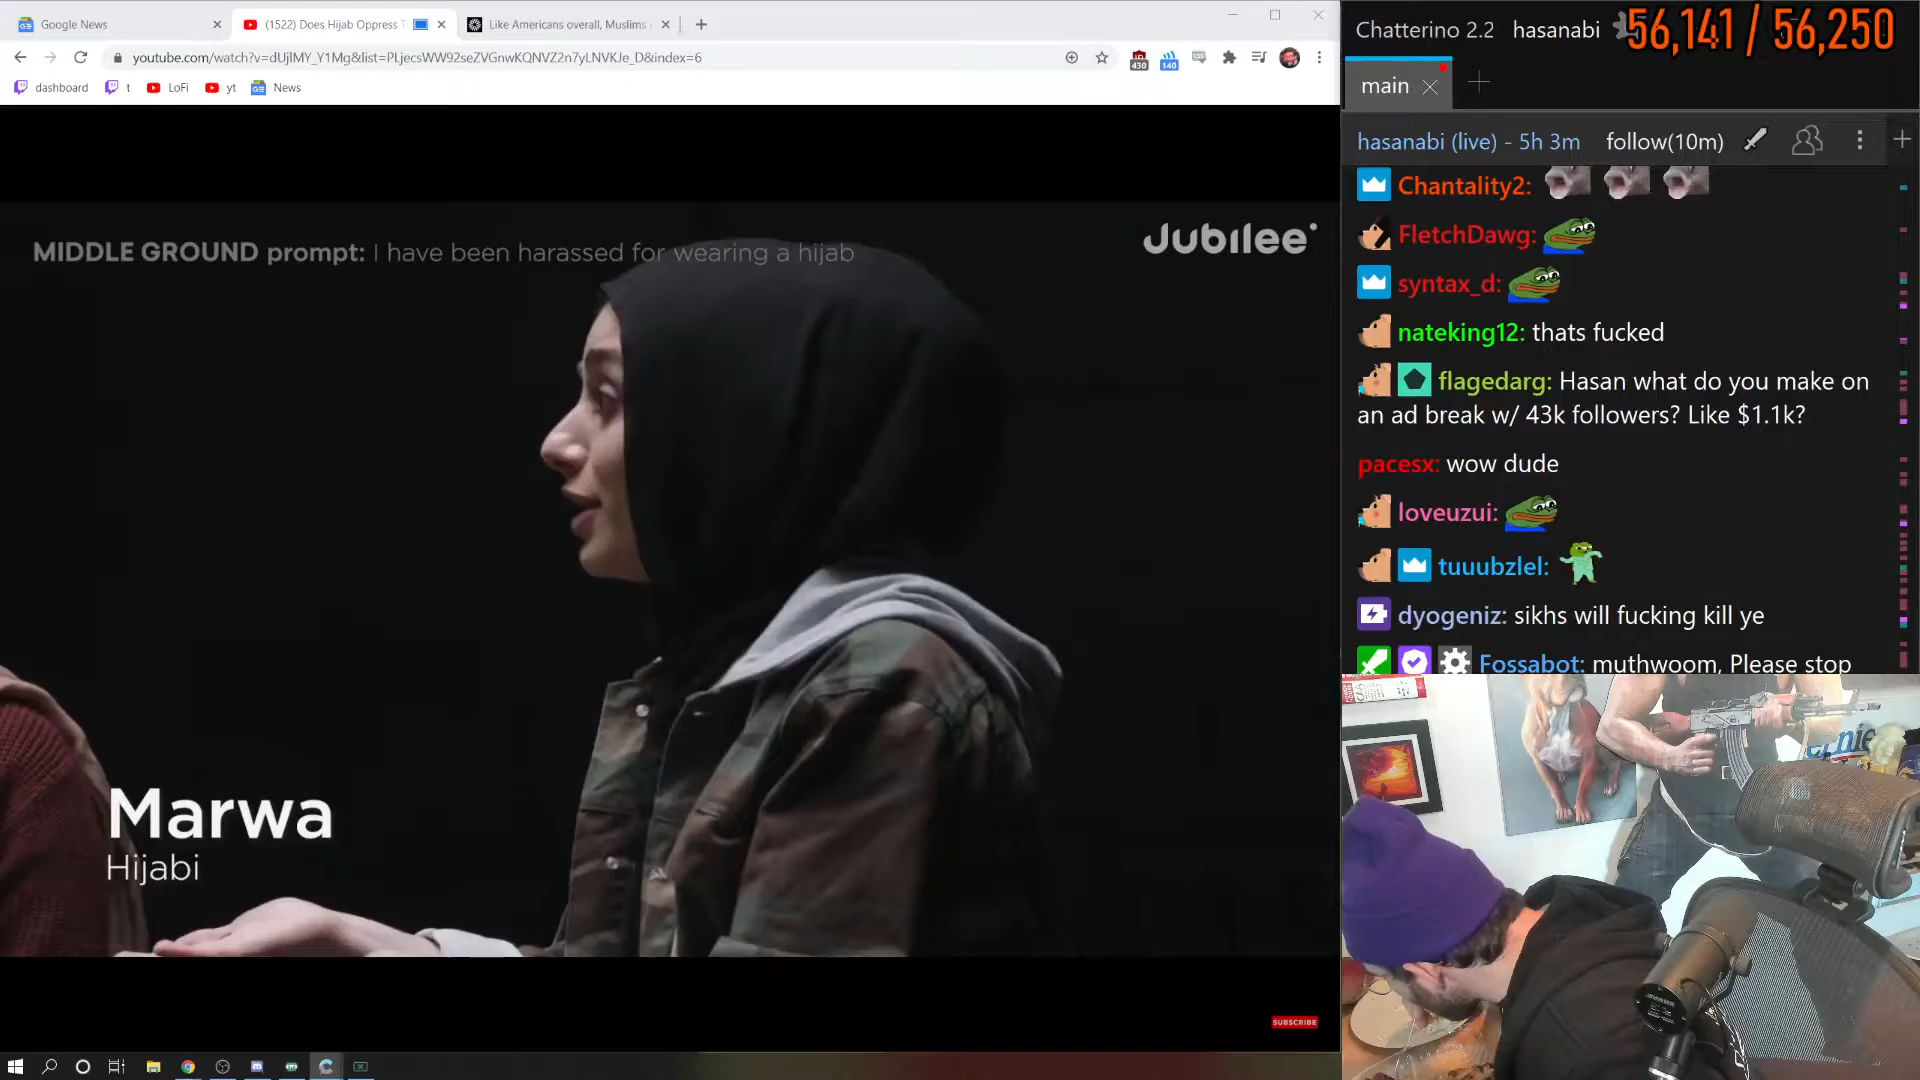 Google News
(1522) Does Hijab Oppress T
Like Americans overall, Muslims
youtube.com/watch?v=dUjlMY_Y1Mg&list=PLjecsWW92seZVGnwKQNVZ2n7yLNVKJe_D&index=6
430
140
dashboard
t
LoFi
yt
News
MIDDLE GROUND prompt: I have been harassed for wearing a hijab
Jubilee
Marwa
Hijabi
SUBSCRIBE
Chatterino 2.2
hasanabi
56,141 / 56,250
main
hasanabi (live) - 5h 3m
follow(10m)
Chantality2:
FletchDawg:
syntax_d:
nateking12: thats fucked
flagedarg: Hasan what do you make on
an ad break w/ 43k followers? Like $1.1k?
pacesx: wow dude
loveuzui:
tuuubzlel:
dyogeniz: sikhs will fucking kill ye
Fossabot: muthwoom, Please stop